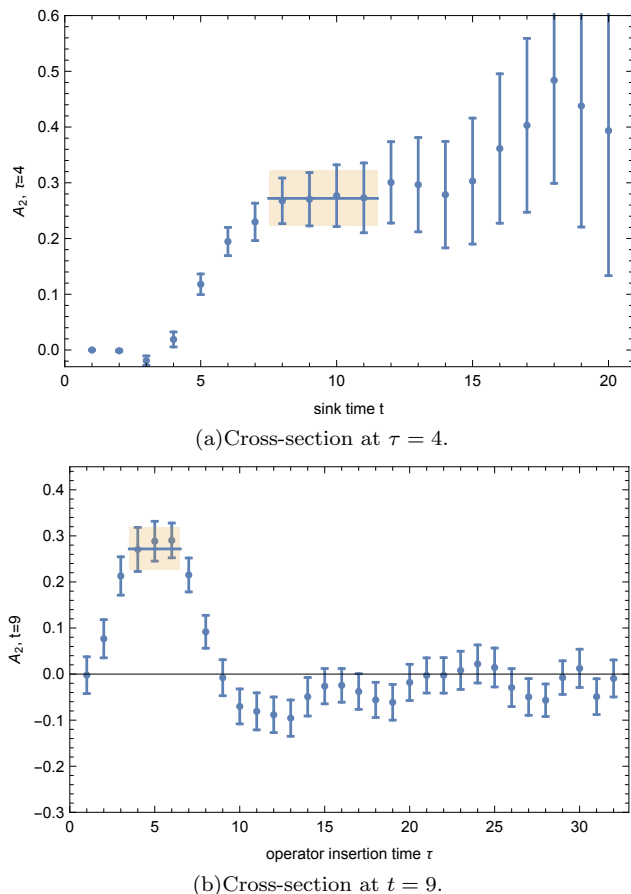 0.6
0.5
0.4
0.3
0.2
0.1
0.0
A2, τ=4
0 5 10 15 20
sink time t
(a)Cross-section at τ = 4.
0.5
0.4
0.3
0.2
0.1
0.0
−0.1
−0.2
−0.3
A2, t=9
0 5 10 15 20 25 30
operator insertion time τ
(b)Cross-section at t = 9.